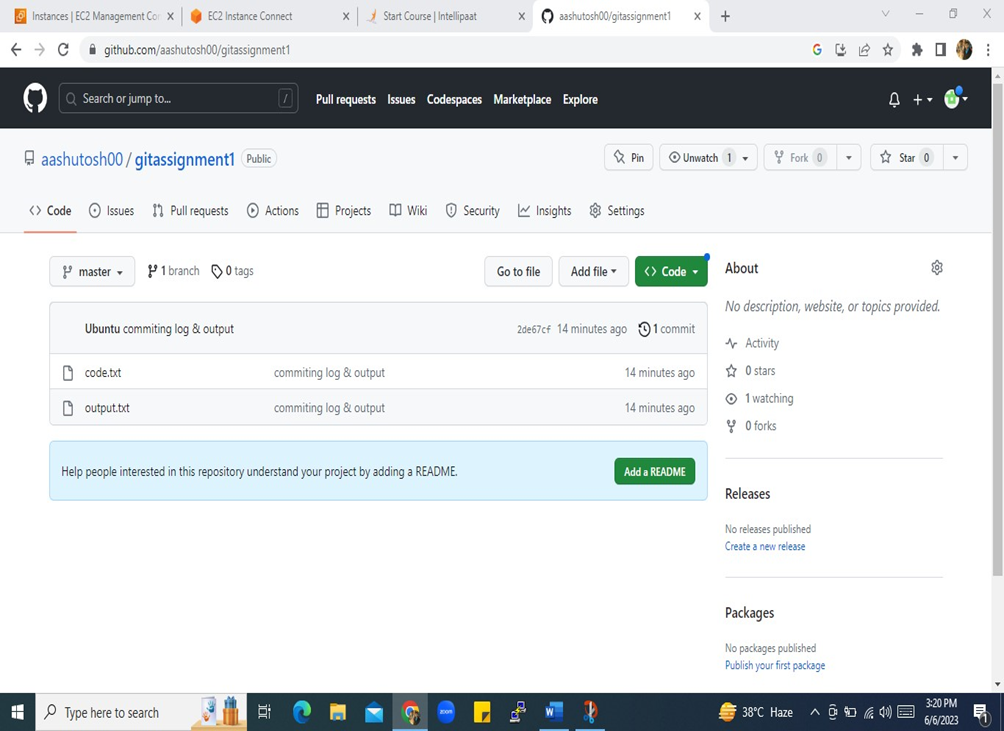 Instances | EC2 Management Con
EC2 Instance Connect
Start Course | Intellipaat
aashutosh00/gitassignment1
github.com/aashutosh00/gitassignment1
Search or jump to...
/
Pull requests
Issues
Codespaces
Marketplace
Explore
aashutosh00 / gitassignment1
Public
Pin
Unwatch 1
Fork 0
Star 0
Code
Issues
Pull requests
Actions
Projects
Wiki
Security
Insights
Settings
master
1 branch
0 tags
Go to file
Add file
Code
Ubuntu commiting log & output
2de67cf 14 minutes ago
1 commit
code.txt
commiting log & output
14 minutes ago
output.txt
commiting log & output
14 minutes ago
Help people interested in this repository understand your project by adding a README.
Add a README
About
No description, website, or topics provided.
Activity
0 stars
1 watching
0 forks
Releases
No releases published
Create a new release
Packages
No packages published
Publish your first package
Type here to search
zoom
38°C Haze
3:20 PM
6/6/2023
1